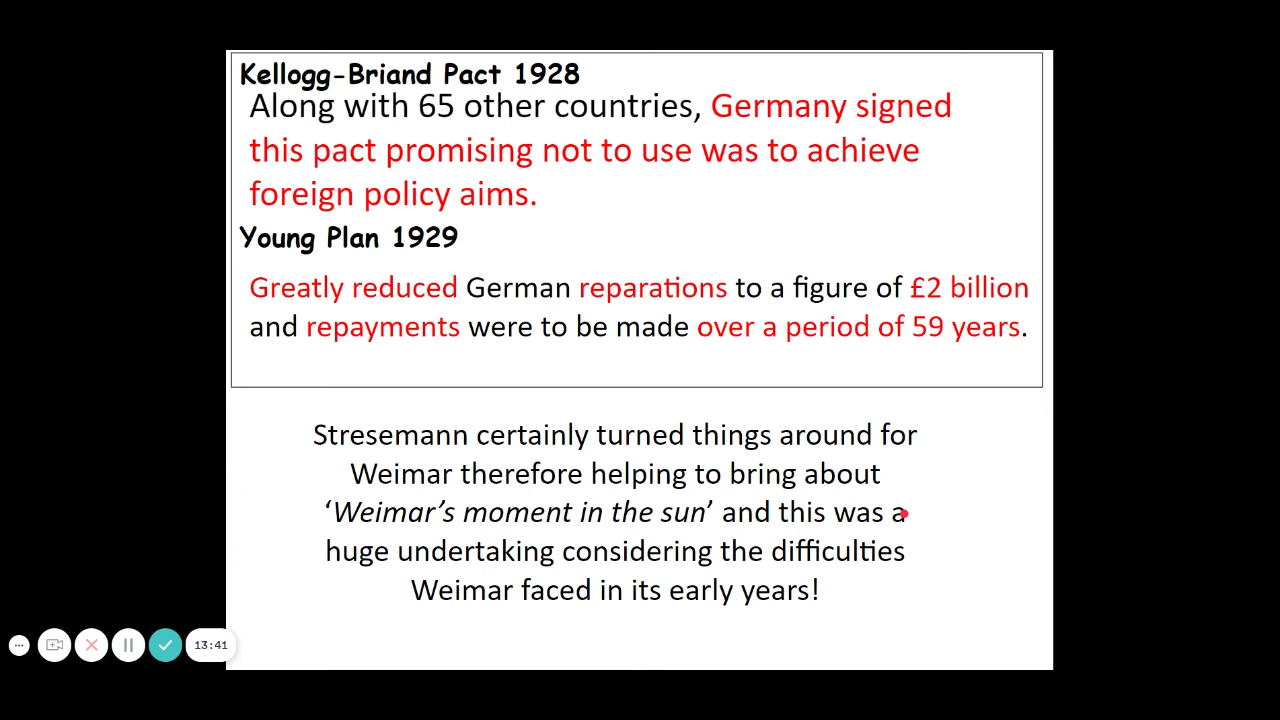 Kellogg-Briand Pact 1928
Along with 65 other countries, Germany signed
this pact promising not to use was to achieve
foreign policy aims.
Young Plan 1929
Greatly reduced German reparations to a figure of £2 billion
and repayments were to be made over a period of 59 years.
Stresemann certainly turned things around for
Weimar therefore helping to bring about
‘Weimar’s moment in the sun’ and this was a
huge undertaking considering the difficulties
Weimar faced in its early years!
13:41